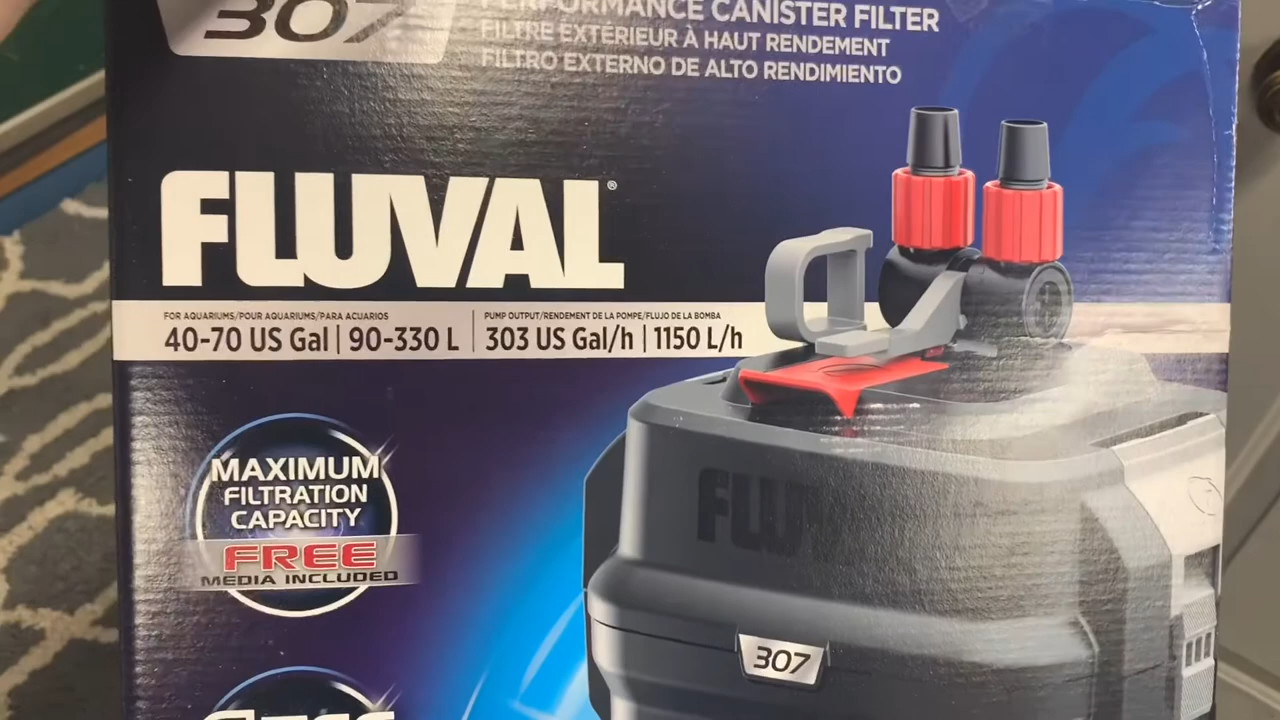 307
PERFORMANCE CANISTER FILTER
FILTRE EXTÉRIEUR À HAUT RENDEMENT
FILTRO EXTERNO DE ALTO RENDIMIENTO
FLUVAL®
FOR AQUARIUMS/POUR AQUARIUMS/PARA ACUARIOS
40-70 US Gal | 90-330 L
PUMP OUTPUT/RENDEMENT DE LA POMPE/FLUJO DE LA BOMBA
303 US Gal/h | 1150 L/h
MAXIMUM
FILTRATION
CAPACITY
FREE
MEDIA INCLUDED
FLUVAL
307